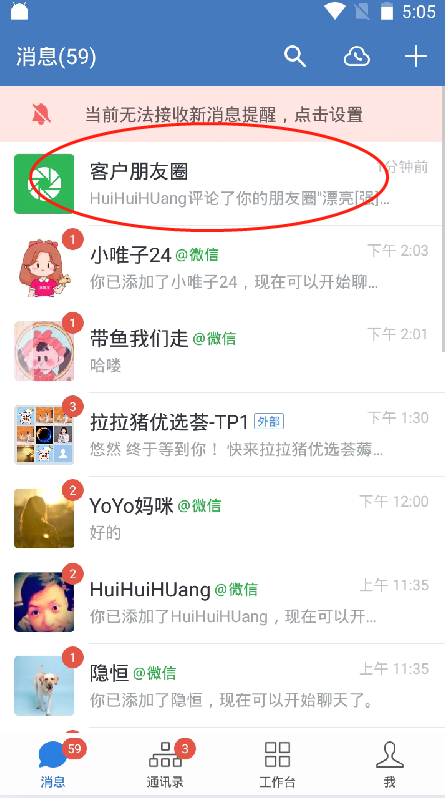 5:05
消息(59)
当前无法接收新消息提醒，点击设置
客户朋友圈
1分钟前
HuiHuiHUang评论了你的朋友圈"漂亮[强]...
1
小唯子24 @微信
下午 2:03
你已添加了小唯子24，现在可以开始聊...
1
带鱼我们走 @微信
下午 2:01
哈喽
3
拉拉猪优选荟-TP1 外部
下午 1:30
悠然 终于等到你！ 快来拉拉猪优选荟薅...
2
YoYo妈咪 @微信
下午 12:00
好的
2
HuiHuiHUang @微信
上午 11:35
你已添加了HuiHuiHUang，现在可以开...
1
隐恒 @微信
上午 11:35
你已添加了隐恒，现在可以开始聊天了。
59
3
消息
通讯录
工作台
我